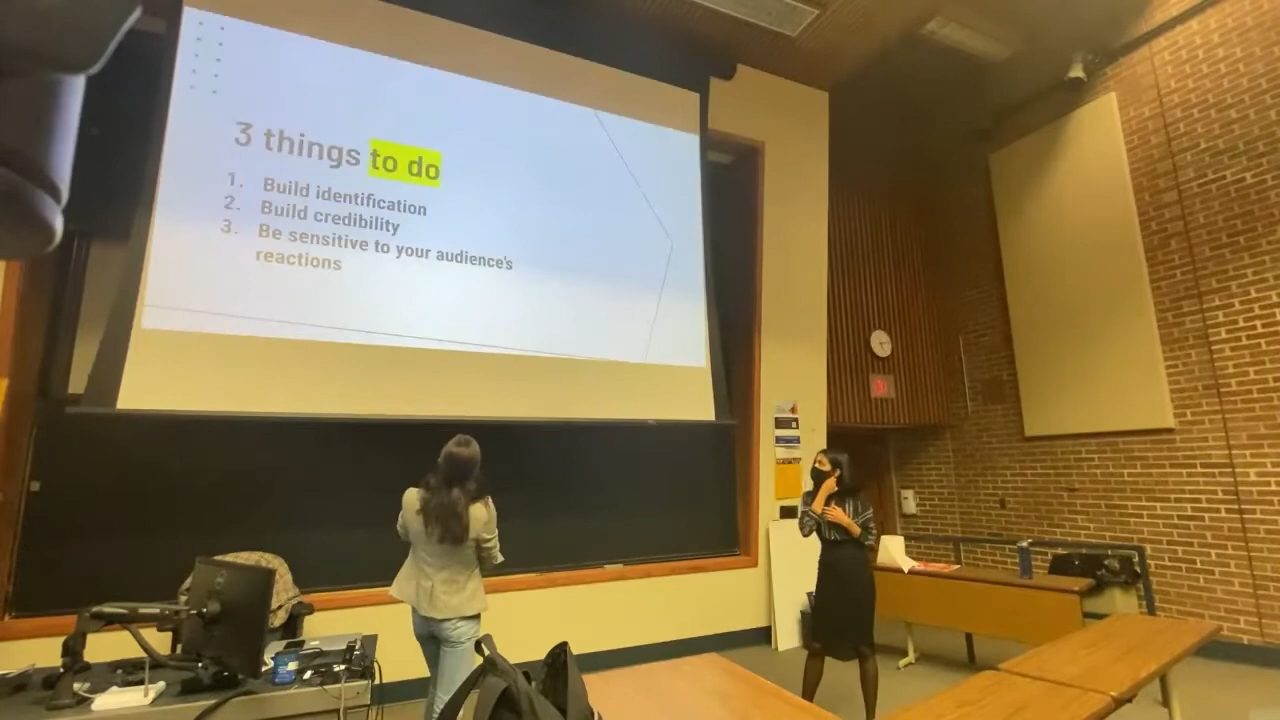 3 things to do
1. Build identification
2. Build credibility
3. Be sensitive to your audience's
reactions